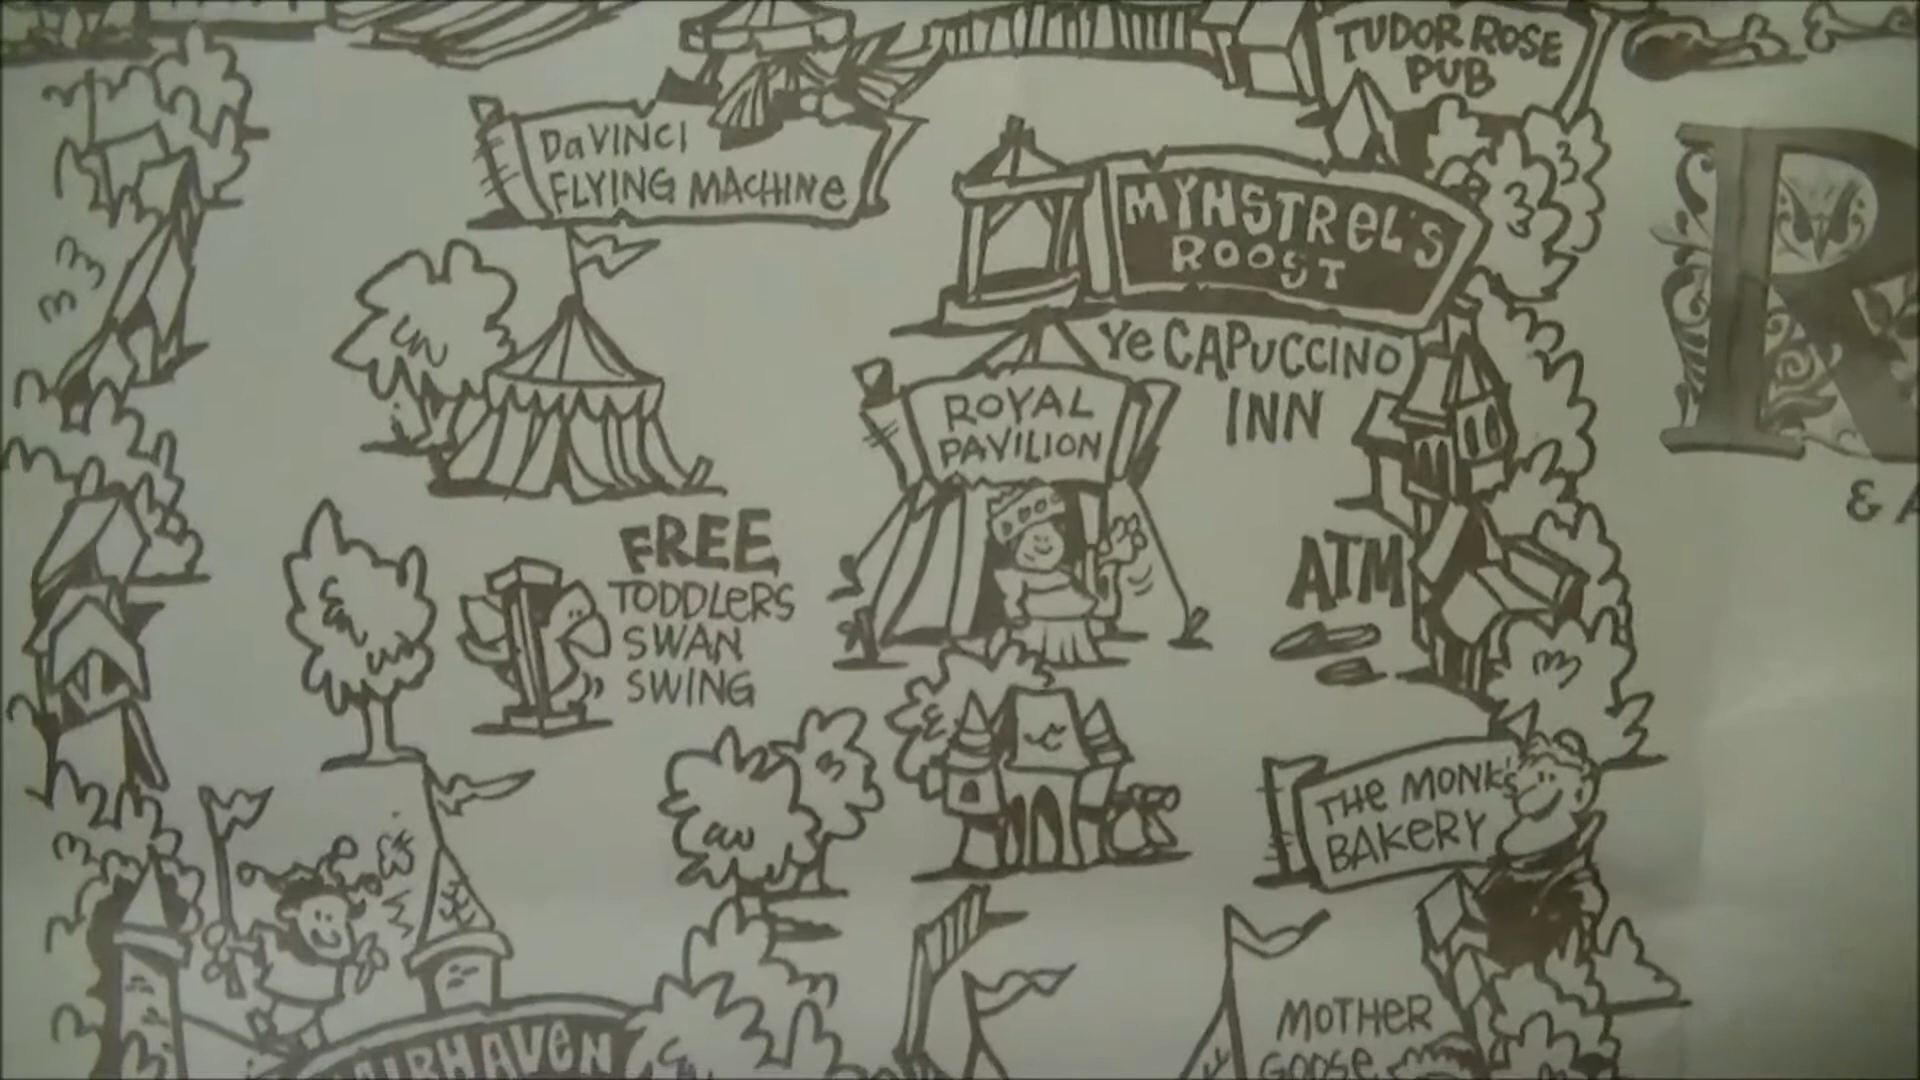 TUDOR ROSE
PUB
DaVINCI
FLYING MACHINE
MYNSTREL'S
ROOST
Ye CAPUCCINO
INN
ROYAL
PAVILION
FREE
TODDLERS
SWAN
SWING
ATM
R
&
THE MONK'S
BAKERY
MOTHER
GOOSE